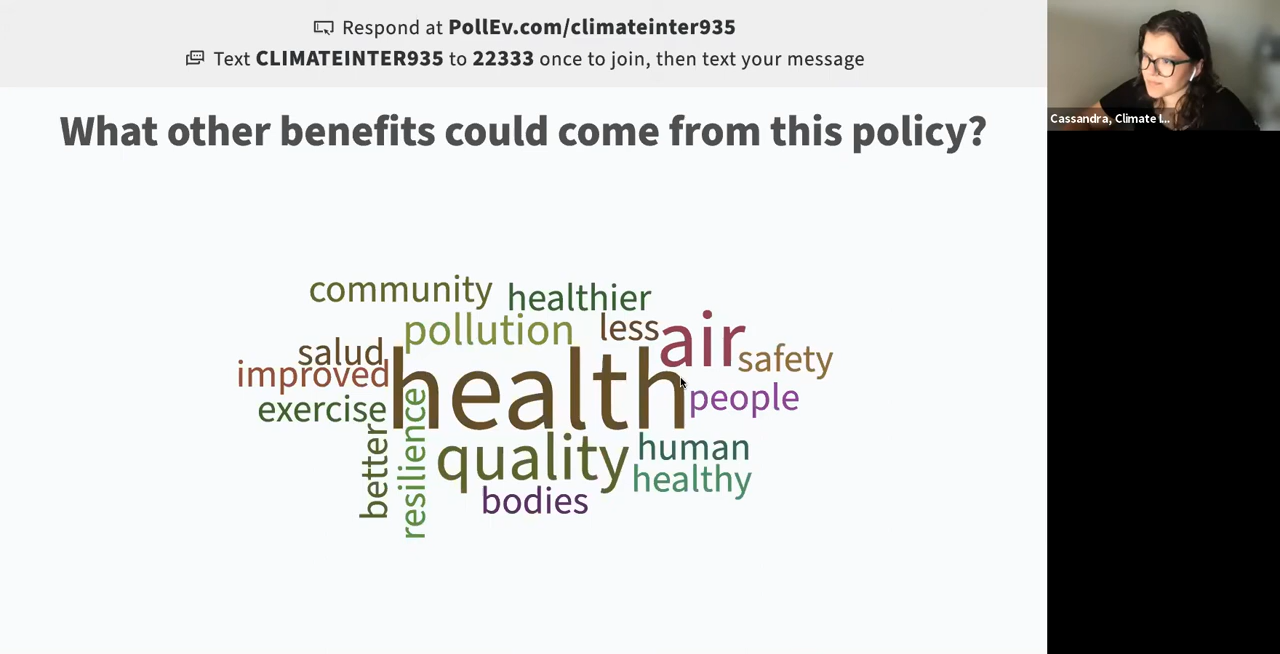 Respond at PollEv.com/climateinter935
Text CLIMATEINTER935 to 22333 once to join, then text your message
Cassandra, Climate I...
What other benefits could come from this policy?
community
healthier
pollution
less
air
salud
safety
improved
health
people
exercise
better
resilience
quality
human
healthy
bodies